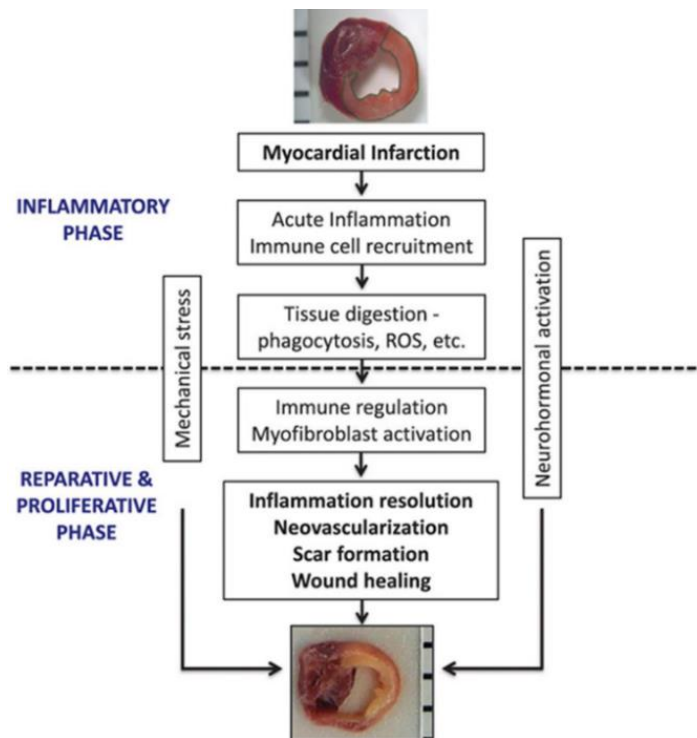 Myocardial Infarction
INFLAMMATORY
PHASE
Acute Inflammation
Immune cell recruitment
Tissue digestion -
phagocytosis, ROS, etc.
Mechanical stress
Neurohormonal activation
Immune regulation
Myofibroblast activation
REPARATIVE &
PROLIFERATIVE
PHASE
Inflammation resolution
Neovascularization
Scar formation
Wound healing